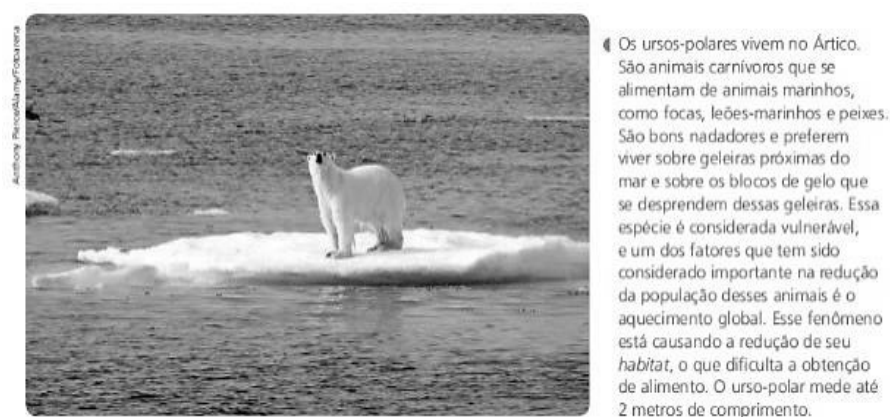 Anthony Pierce/Alamy/Fotoarena
Os ursos-polares vivem no Ártico.
São animais carnívoros que se
alimentam de animais marinhos,
como focas, leões-marinhos e peixes.
São bons nadadores e preferem
viver sobre geleiras próximas do
mar e sobre os blocos de gelo que
se desprendem dessas geleiras. Essa
espécie é considerada vulnerável,
e um dos fatores que tem sido
considerado importante na redução
da população desses animais é o
aquecimento global. Esse fenômeno
está causando a redução de seu
habitat, o que dificulta a obtenção
de alimento. O urso-polar mede até
2 metros de comprimento.